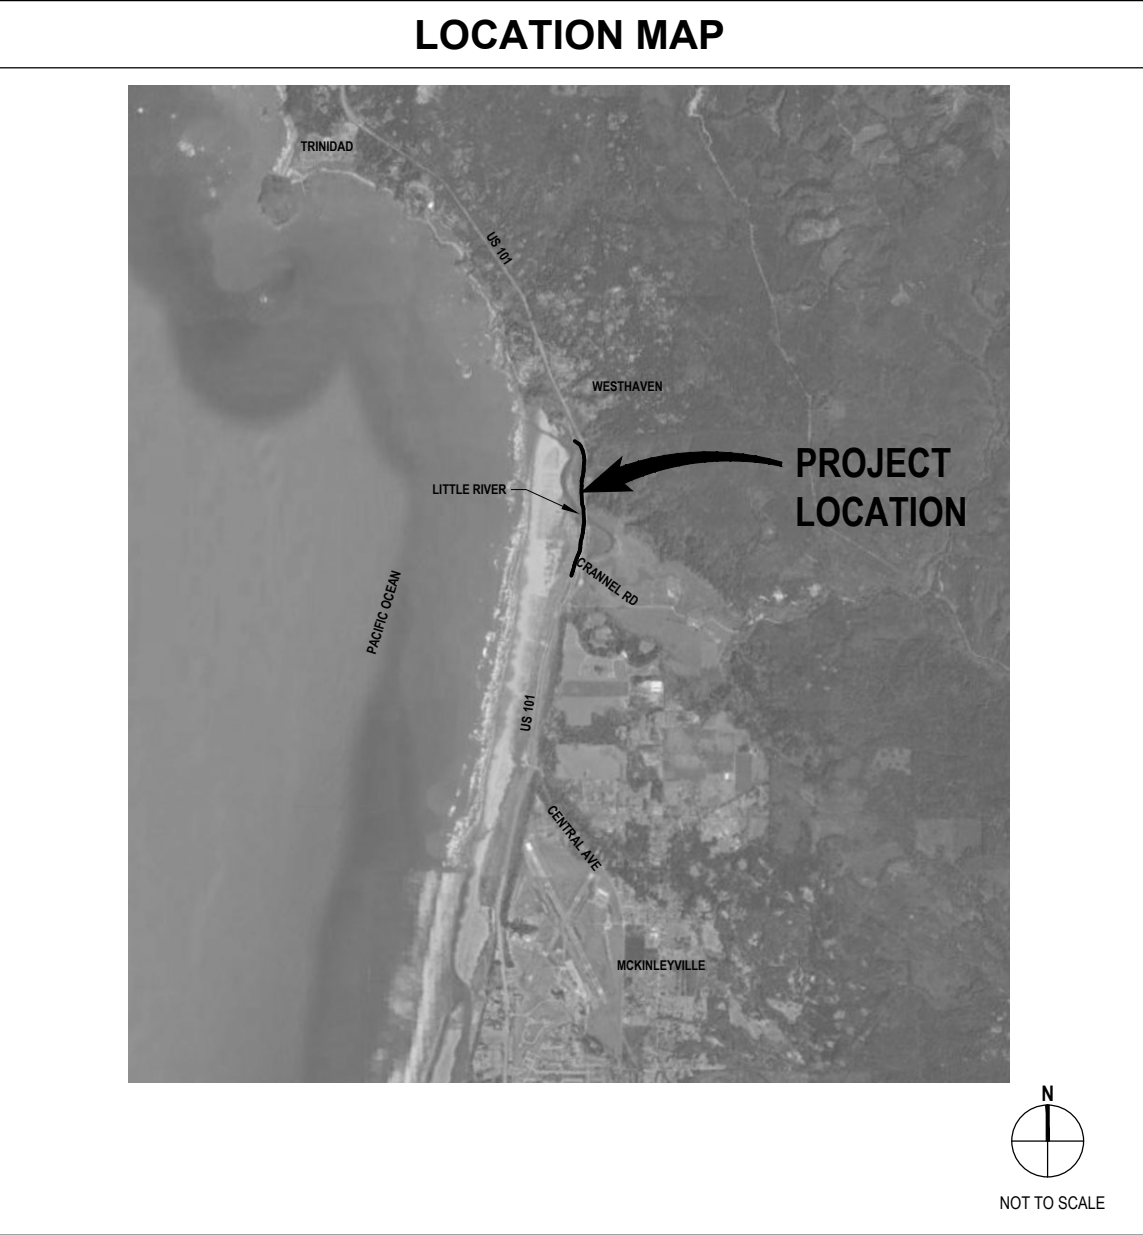 LOCATION MAP
TRINIDAD
US 101
WESTHAVEN
PROJECT
LOCATION
LITTLE RIVER
CRANNEL RD
PACIFIC OCEAN
US 101
CENTRAL AVE
MCKINLEYVILLE
N
NOT TO SCALE